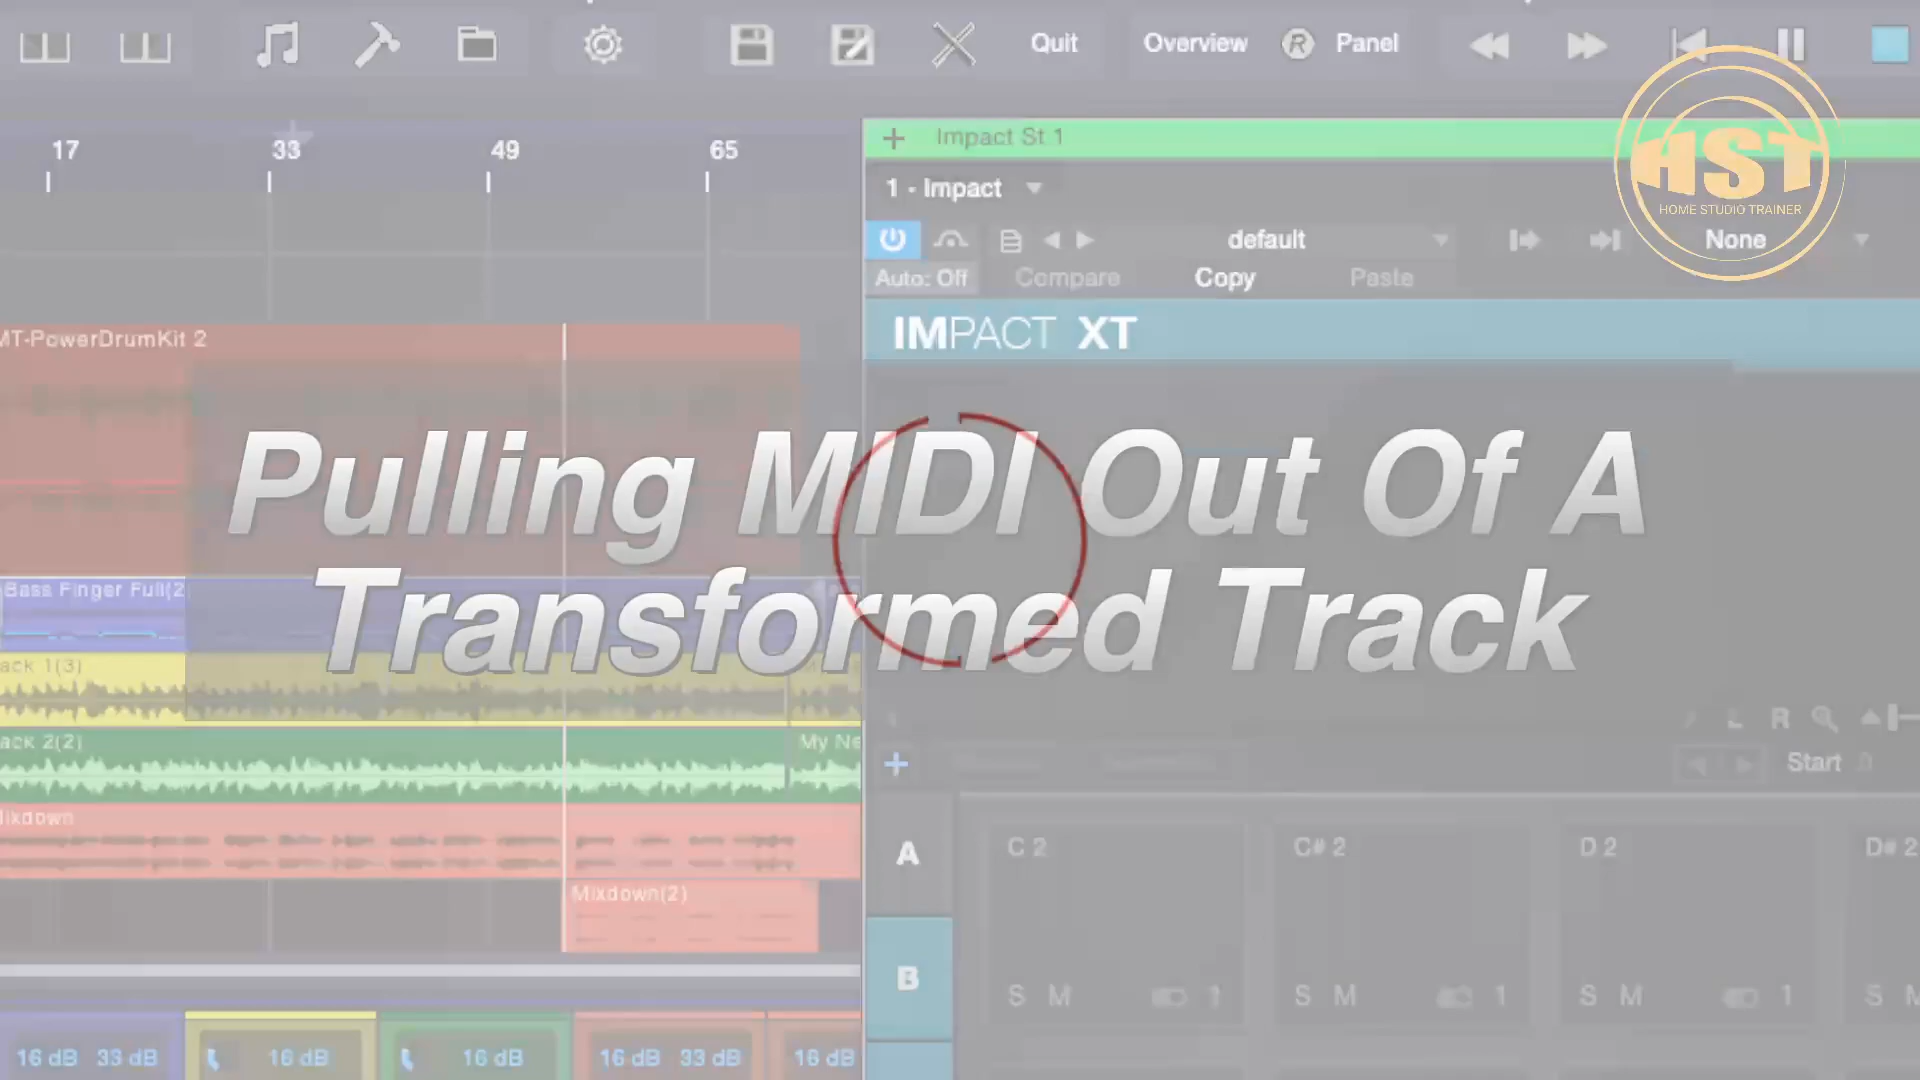 Quit
Overview
R
Panel
17
33
49
65
Impact St 1
1 - Impact
HST
HOME STUDIO TRAINER
default
None
Auto: Off
Compare
Copy
Paste
IMPACT XT
MT-PowerDrumKit 2
Pulling MIDI Out Of A
Transformed Track
Bass Finger Full(2
ack 1(3)
ack 2(2)
My Ne
R
Start
Mixdown
A
C 2
C# 2
D 2
D# 2
Mixdown(2)
B
S M 1
S M 1
S M 1
S M
16 dB 33 dB
16 dB
16 dB
16 dB 33 dB
16 dB